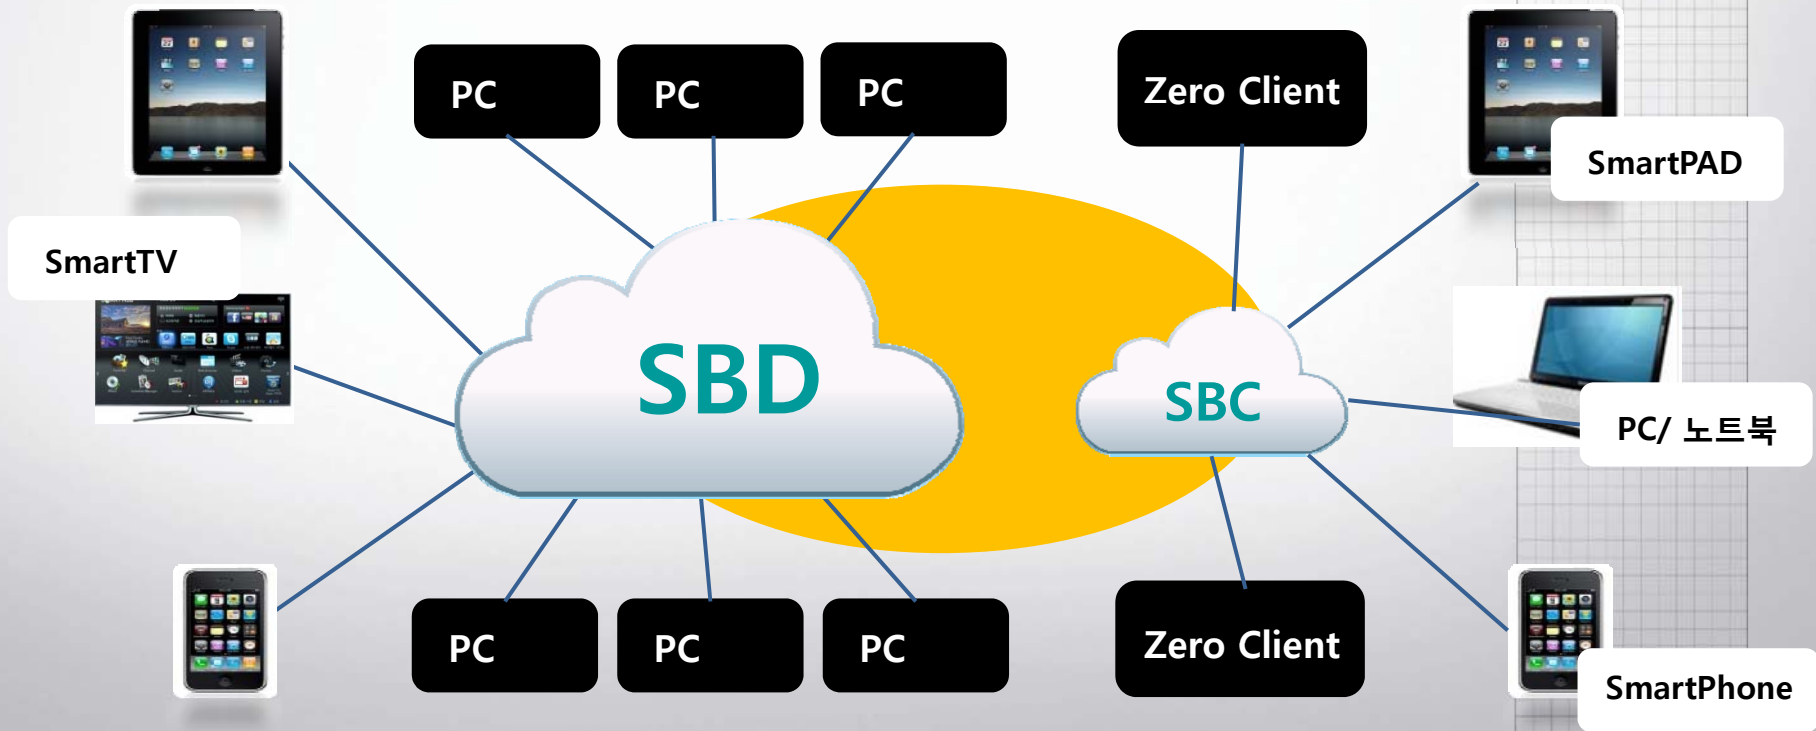 PC
PC
PC
Zero Client
SmartPAD
SmartTV
SBD
SBC
PC/ 노트북
PC
PC
PC
Zero Client
SmartPhone